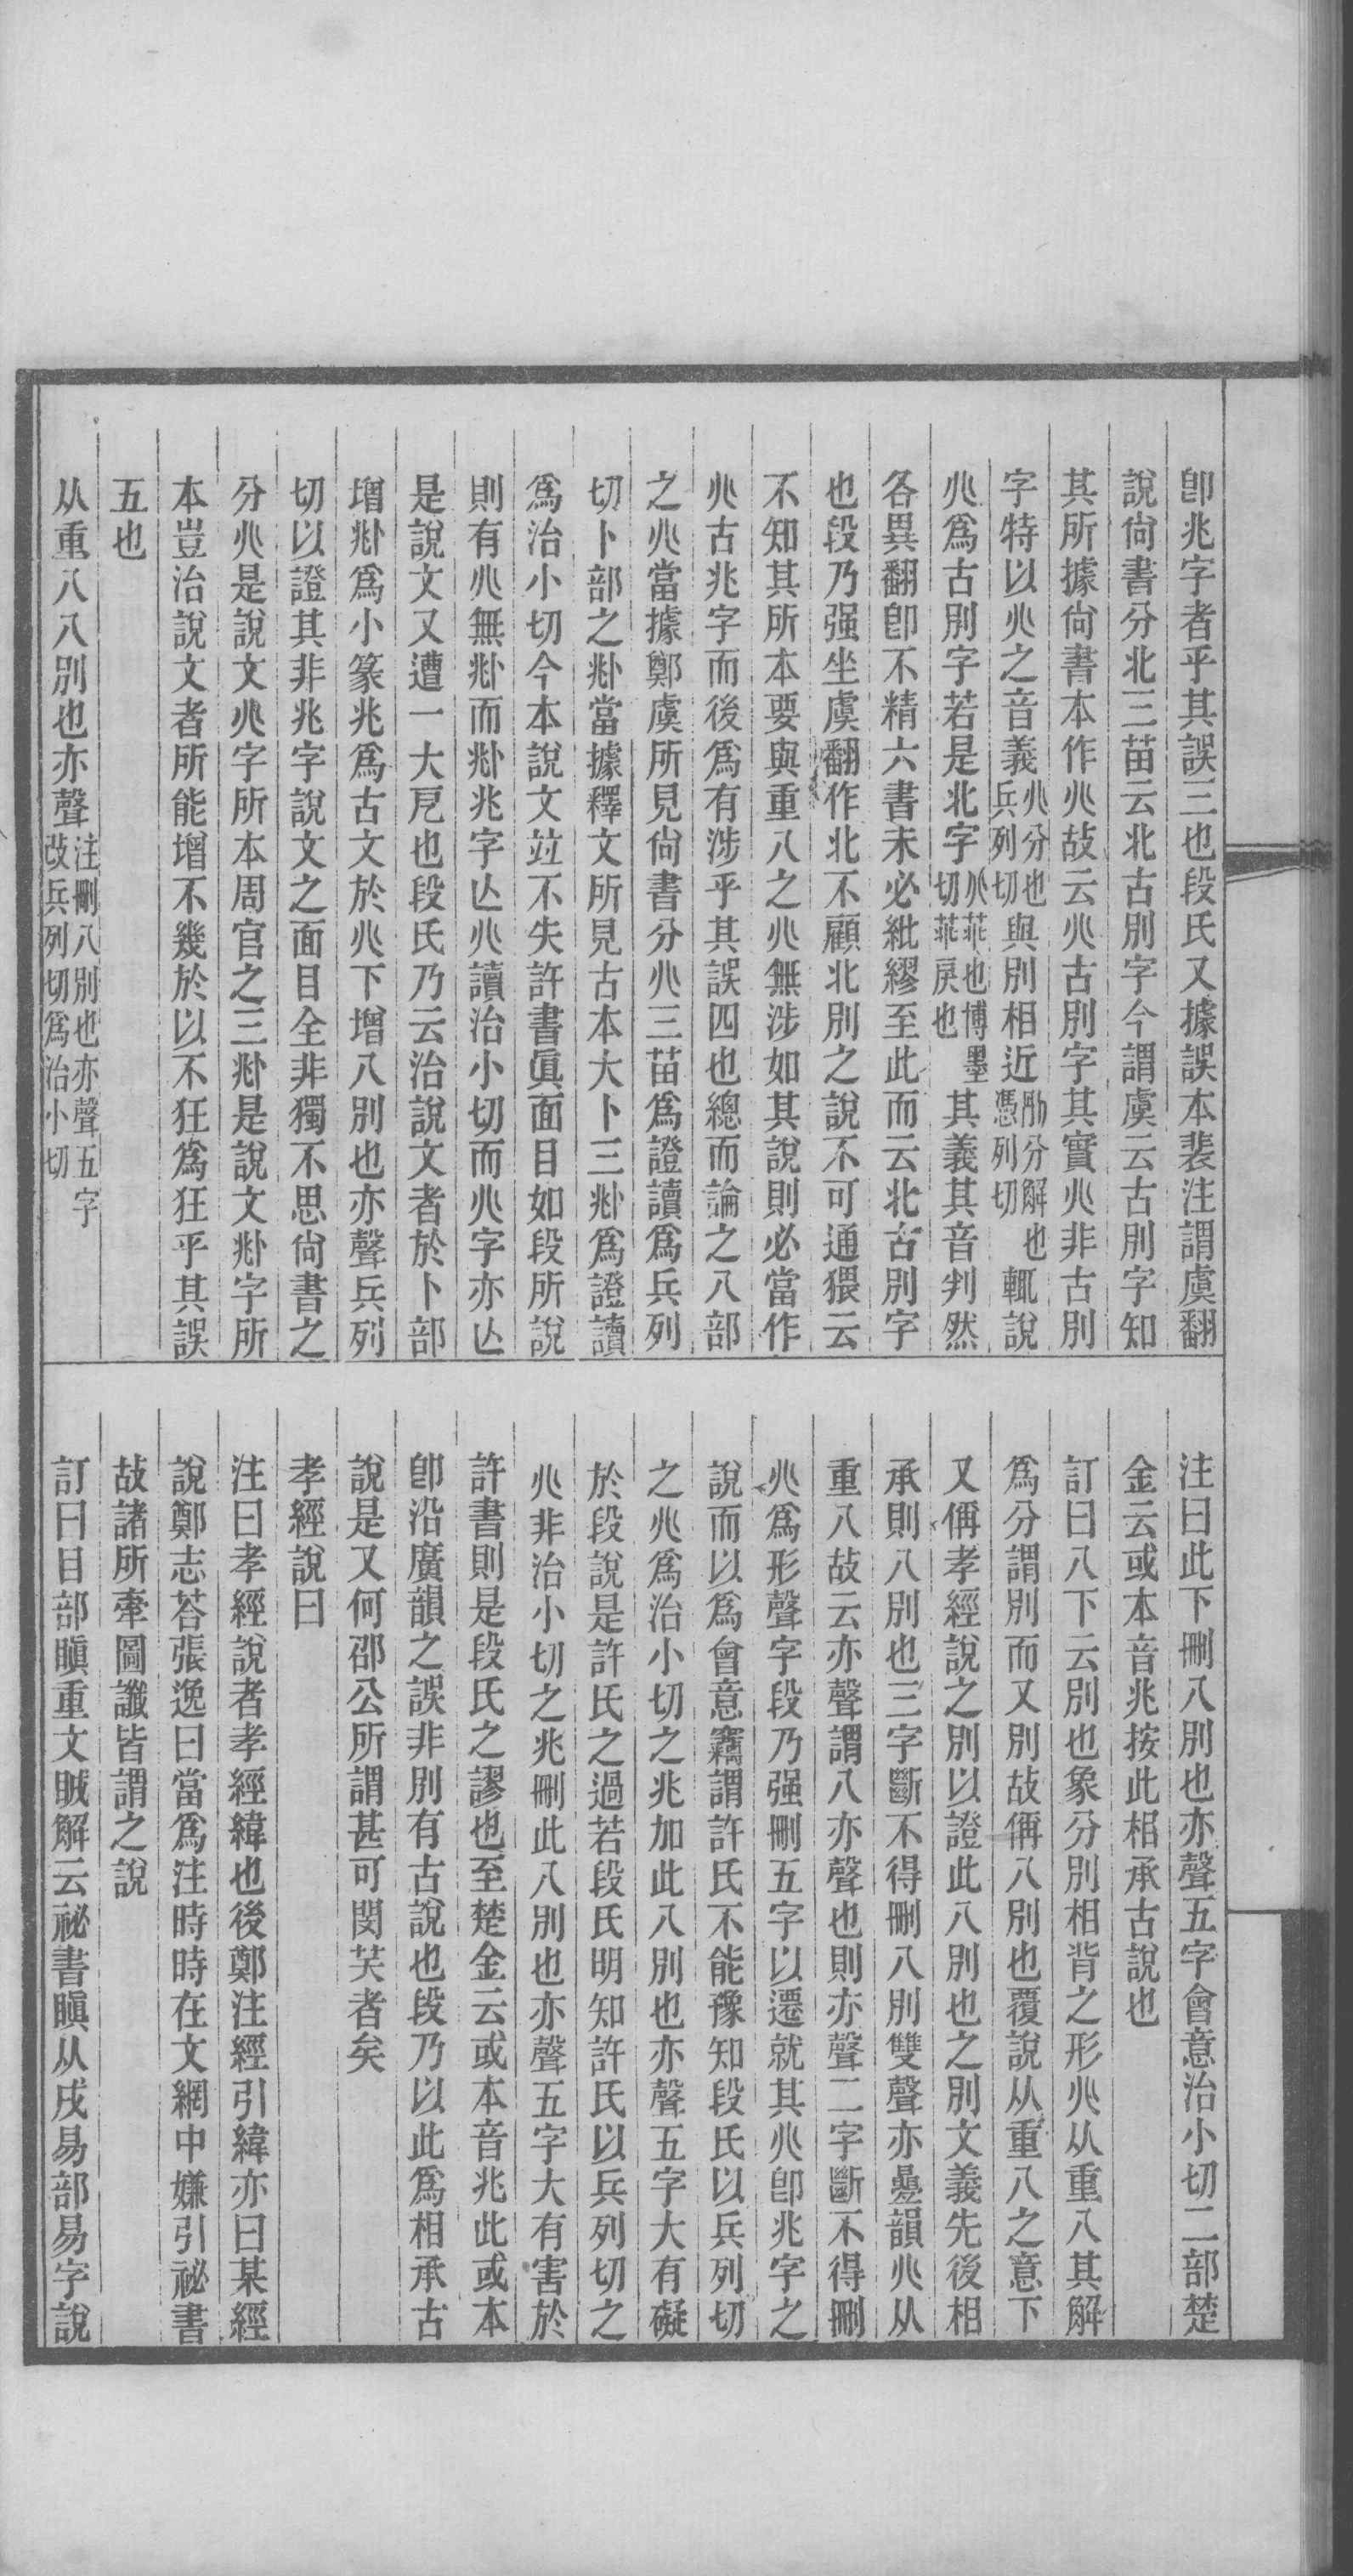 卽兆字者乎其誤三也段氏又據誤本裴注謂虞翻
說尙書分北三苗云北古別字今謂虞云古別字知
其所據尙書本作𠔁故云𠔁古別字其實𠔁非古別
字特以𠔁之音義𠔁分也兵列切與別相近𠛰分解也憑列切輒說
𠔁爲古別字若是北字𠔁菲也博墨切菲戾也其義其音判然
各異翻卽不精六書未必紕繆至此而云北古別字
也段乃强坐虞翻作北不顧北別之說不可通猥云
不知其所本要與重八之𠔁無涉如其說則必當作
𠔁古兆字而後爲有涉乎其誤四也總而論之八部
之𠔁當據鄭虞所見尙書分𠔁三苗爲證讀爲兵列
切卜部之𠧞當據釋文所見古本大卜三𠧞爲證讀
爲治小切今本說文竝不失許書眞面目如段所說
則有𠔁無𠧞而𠧞兆字亾𠔁讀治小切而𠔁字亦亾
是說文又遭一大戹也段氏乃云治說文者於卜部
增𠧞爲小篆兆爲古文於𠔁下增八別也亦聲兵列
切以證其非兆字說文之面目全非獨不思尙書之
分𠔁是說文𠔁字所本周官之三𠧞是說文𠧞字所
本豈治說文者所能增不幾於以不狂爲狂乎其誤
五也
从重八八別也亦聲注刪八別也亦聲五字改兵列切爲治小切
注曰此下刪八別也亦聲五字會意治小切二部楚
金云或本音兆按此相承古說也
訂曰八下云別也象分別相背之形𠔁从重八其解
爲分謂別而又別故偁八別也覆說从重八之意下
又偁孝經說之別以證此八別也之別文義先後相
承則八別也三字斷不得刪八別雙聲亦曡韻𠔁从
重八故云亦聲謂八亦聲也則亦聲二字斷不得刪
𠔁爲形聲字段乃强刪五字以遷就其𠔁卽兆字之
說而以爲會意竊謂許氏不能豫知段氏以兵列切
之𠔁爲治小切之兆加此八別也亦聲五字大有礙
於段說是許氏之過若段氏明知許氏以兵列切之
𠔁非治小切之兆刪此八別也亦聲五字大有害於
許書則是段氏之謬也至楚金云或本音兆此或本
卽沿廣韻之誤非別有古說也段乃以此爲相承古
說是又何邵公所謂甚可閔笑者矣
孝經說曰
注曰孝經說者孝經緯也後鄭注經引緯亦曰某經
說鄭志荅張逸曰當爲注時時在文網中嫌引祕書
故諸所牽圖讖皆謂之說
訂曰目部瞋重文䀼解云祕書瞋从戌易部易字說